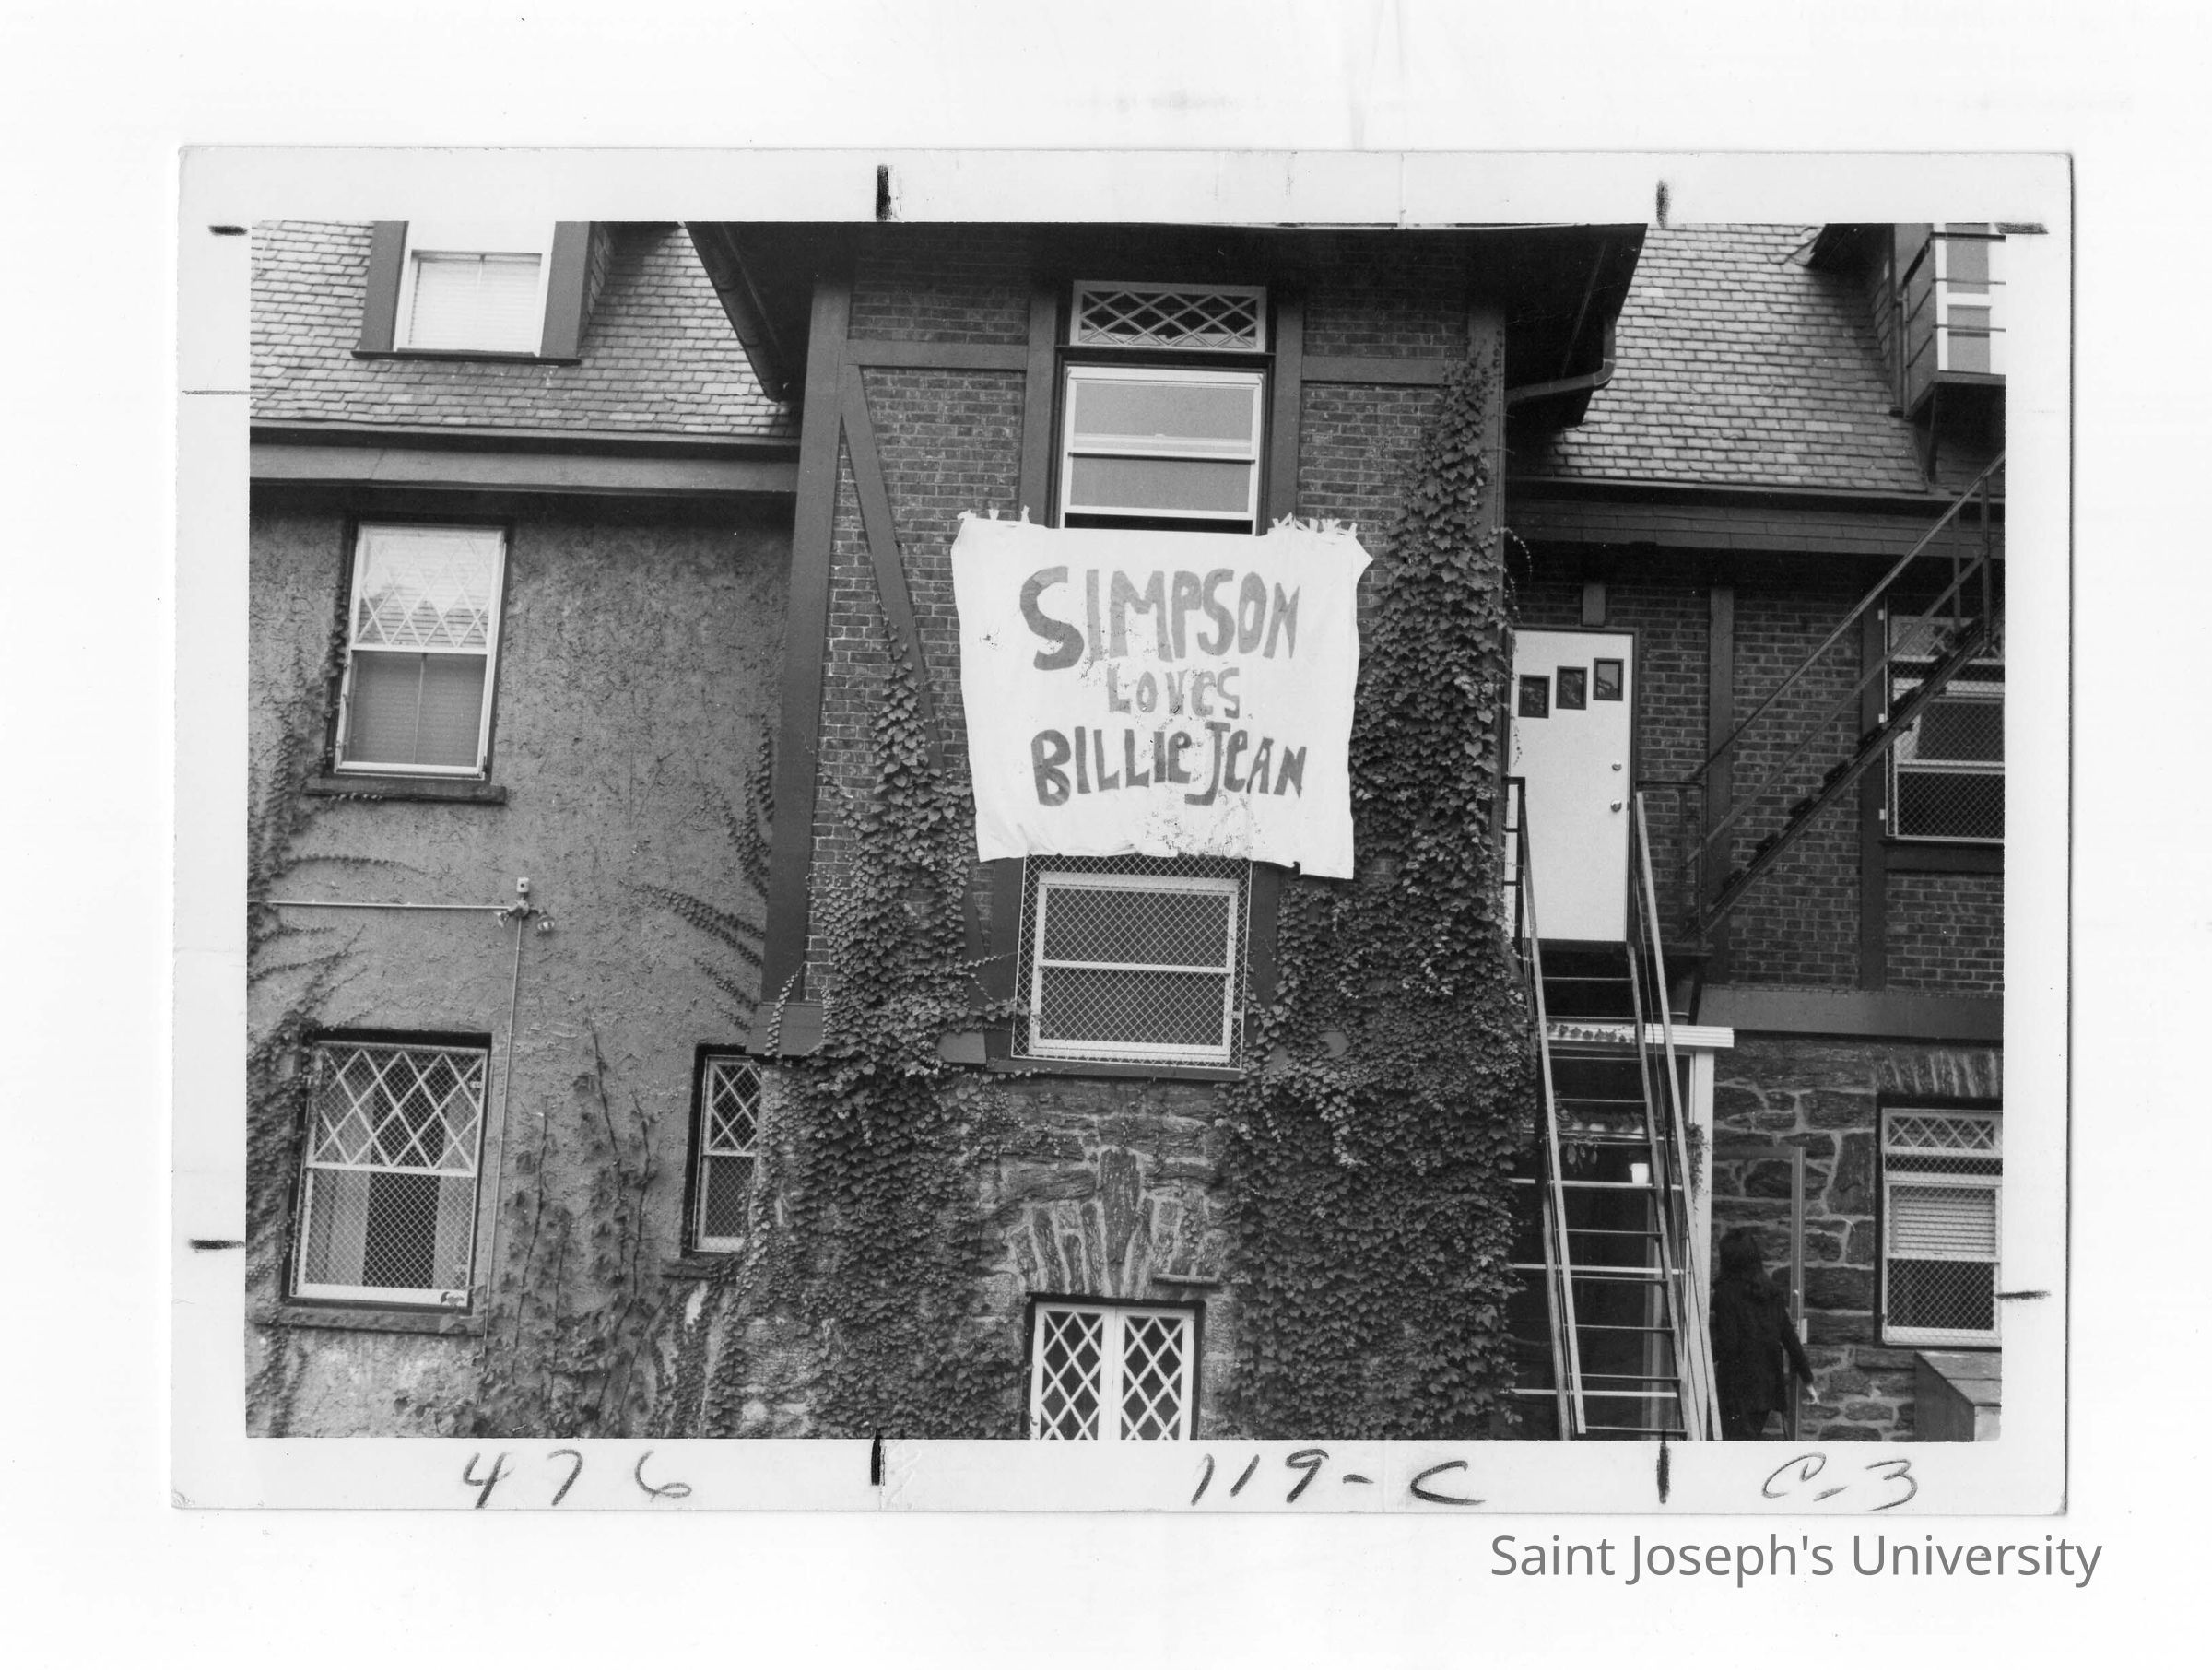 SIMPSON
LOVeS
BILLIe JeAN
476 119-C C-3
Saint Joseph's University